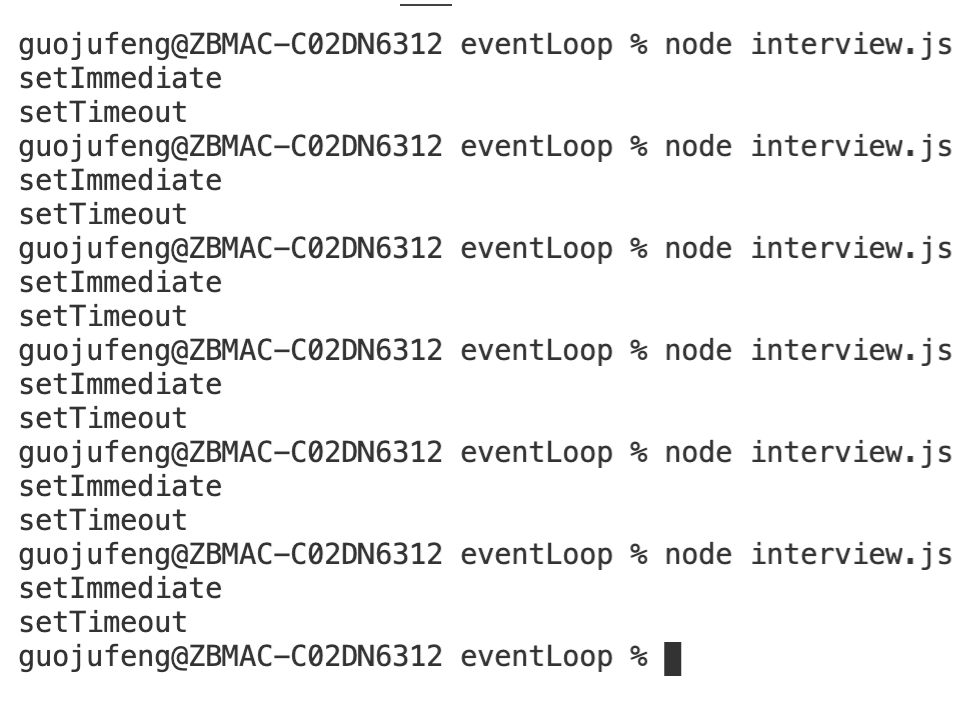 guojufeng@ZBMAC-C02DN6312 eventLoop % node interview.js
setImmediate
setTimeout
guojufeng@ZBMAC-C02DN6312 eventLoop % node interview.js
setImmediate
setTimeout
guojufeng@ZBMAC-C02DN6312 eventLoop % node interview.js
setImmediate
setTimeout
guojufeng@ZBMAC-C02DN6312 eventLoop % node interview.js
setImmediate
setTimeout
guojufeng@ZBMAC-C02DN6312 eventLoop % node interview.js
setImmediate
setTimeout
guojufeng@ZBMAC-C02DN6312 eventLoop % node interview.js
setImmediate
setTimeout
guojufeng@ZBMAC-C02DN6312 eventLoop %